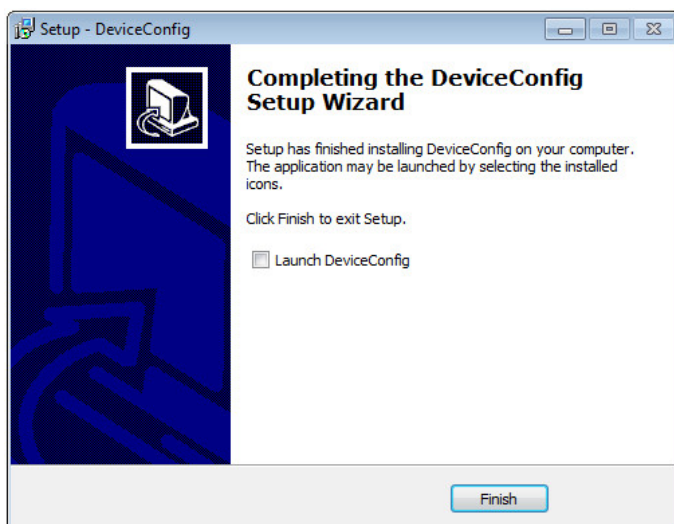 Setup - DeviceConfig
Completing the DeviceConfig
Setup Wizard
Setup has finished installing DeviceConfig on your computer.
The application may be launched by selecting the installed
icons.
Click Finish to exit Setup.
Launch DeviceConfig
Finish